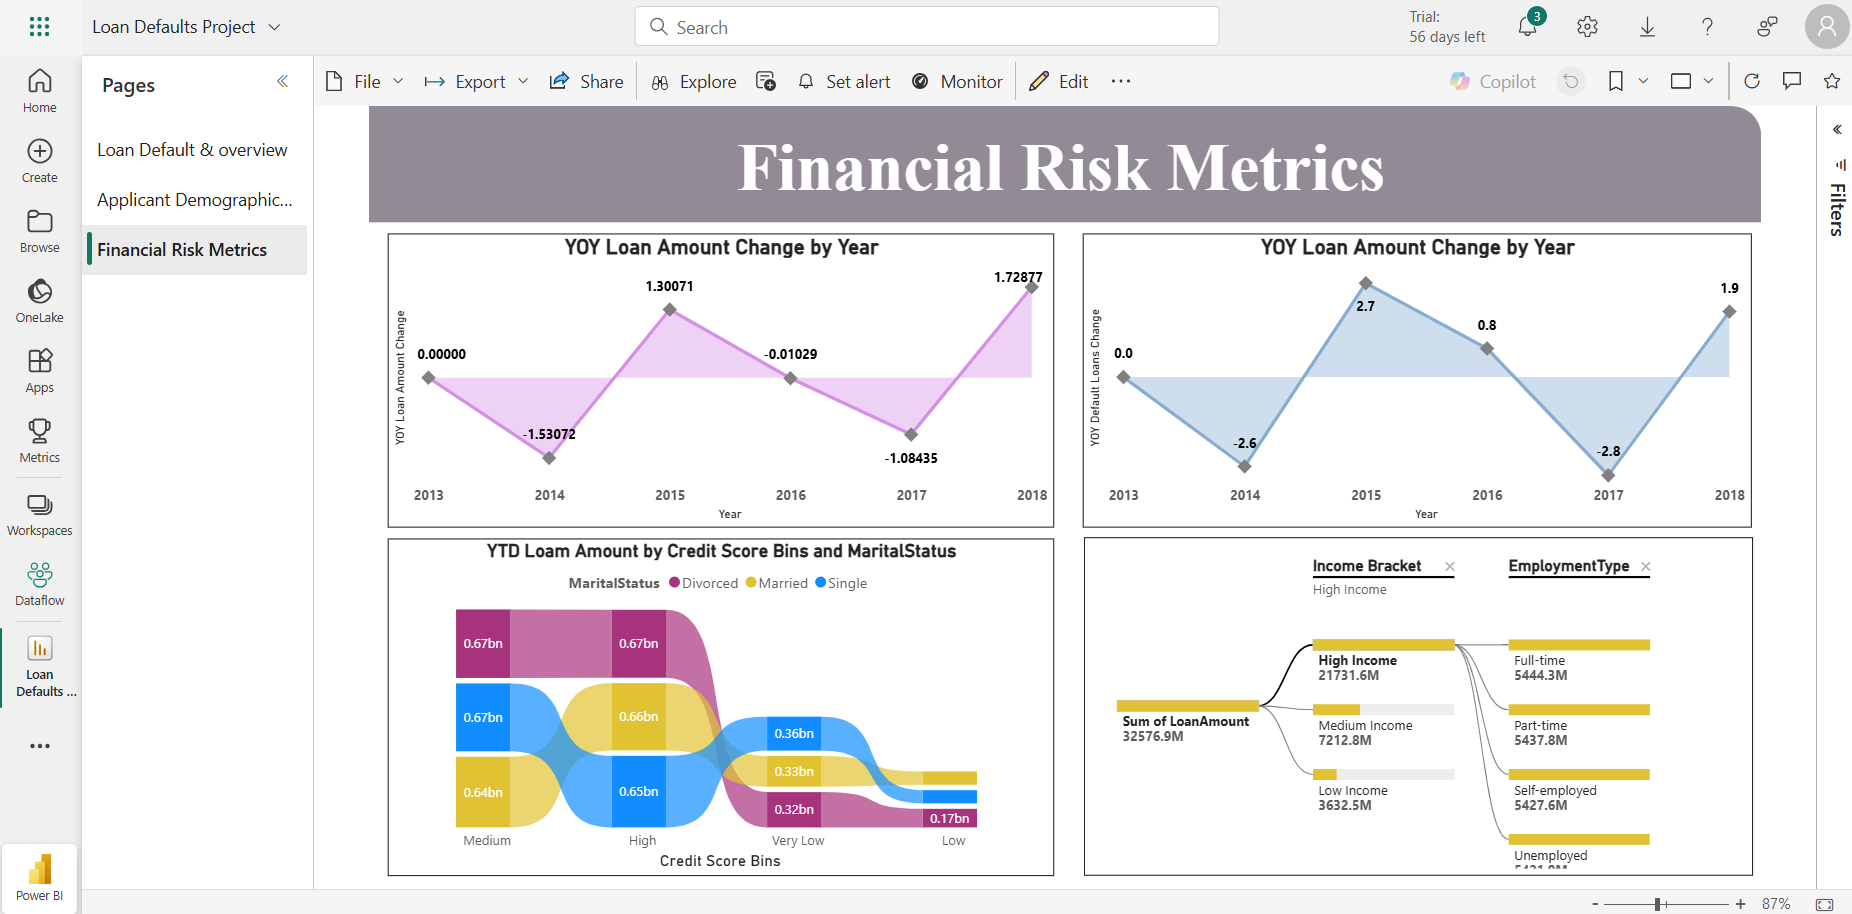 Loan Defaults Project
Search
Trial:
56 days left
3
Home
Create
Browse
OneLake
Apps
Metrics
Workspaces
Dataflow
Loan
Defaults ...
Power BI
Pages
Loan Default & overview
Applicant Demographic...
Financial Risk Metrics
File
Export
Share
Explore
Set alert
Monitor
Edit
Copilot
Filters
Financial Risk Metrics
YOY Loan Amount Change by Year
YOY Loan Amount Change
0.00000
-1.53072
1.30071
-0.01029
-1.08435
1.72877
2013 2014 2015 2016 2017 2018
Year
YOY Loan Amount Change by Year
YOY Default Loans Change
0.0
-2.6
2.7
0.8
-2.8
1.9
2013 2014 2015 2016 2017 2018
Year
YTD Loam Amount by Credit Score Bins and MaritalStatus
MaritalStatus Divorced Married Single
0.67bn 0.67bn
0.67bn 0.66bn 0.36bn
0.64bn 0.65bn 0.33bn
0.32bn 0.17bn
Medium High Very Low Low
Credit Score Bins
Income Bracket
High Income
EmploymentType
Sum of LoanAmount
32576.9M
High Income
21731.6M
Medium Income
7212.8M
Low Income
3632.5M
Full-time
5444.3M
Part-time
5437.8M
Self-employed
5427.6M
Unemployed
87%